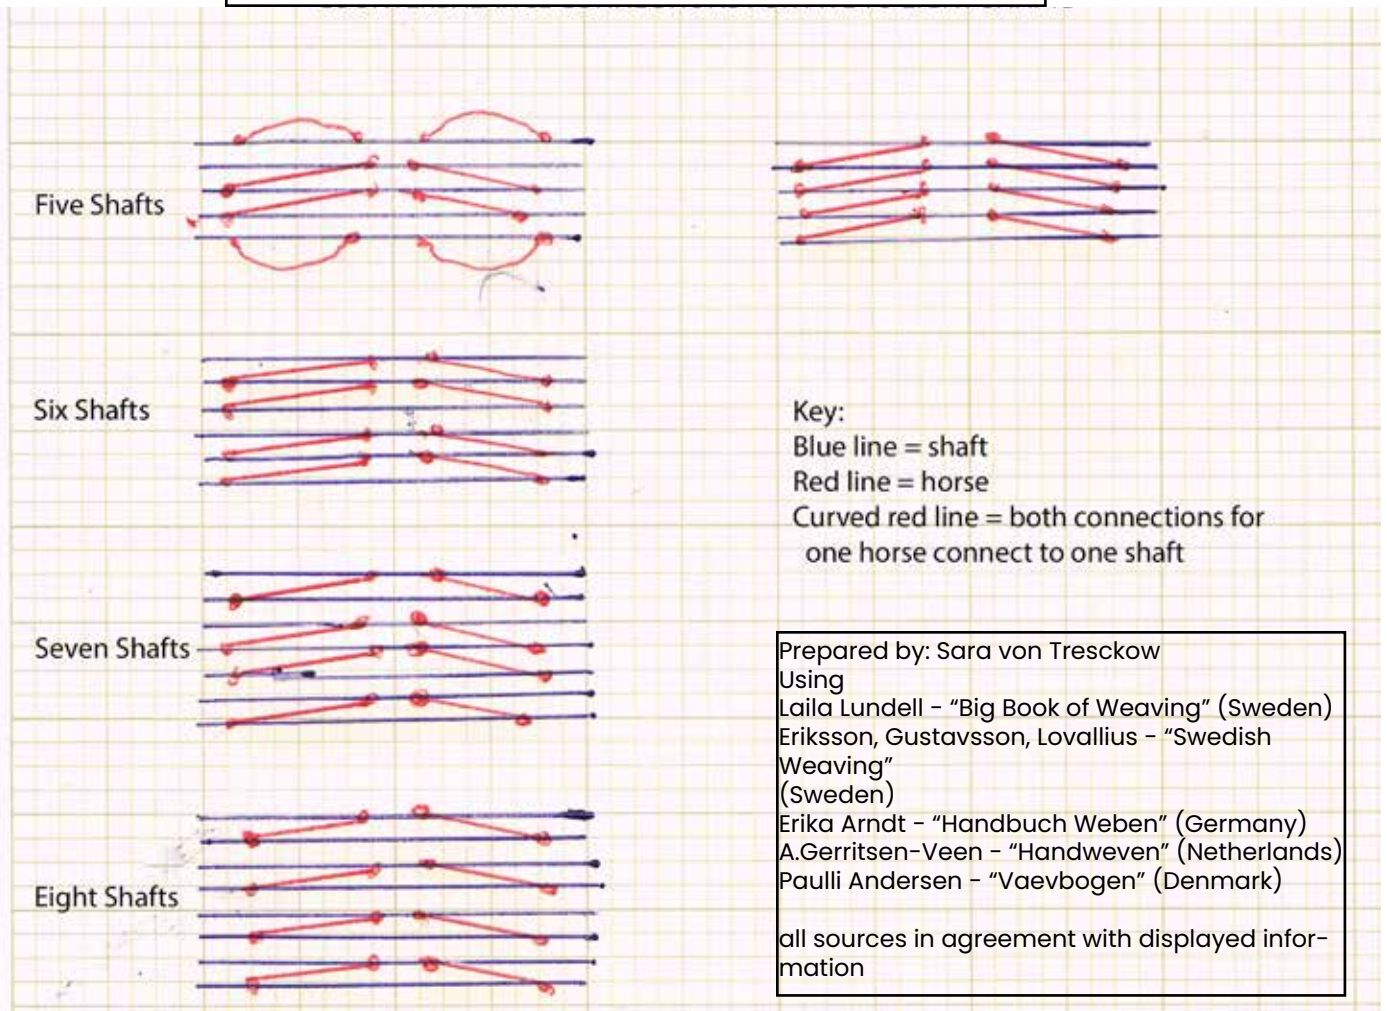 Five Shafts
Six Shafts
Key:
Blue line = shaft
Red line = horse
Curved red line = both connections for
one horse connect to one shaft
Seven Shafts
Prepared by: Sara von Tresckow
Using
Laila Lundell - “Big Book of Weaving” (Sweden)
Eriksson, Gustavsson, Lovallius - “Swedish
Weaving”
(Sweden)
Erika Arndt - “Handbuch Weben” (Germany)
A.Gerritsen-Veen - “Handweven” (Netherlands)
Paulli Andersen - “Vaevbogen” (Denmark)
Eight Shafts
all sources in agreement with displayed infor-
mation